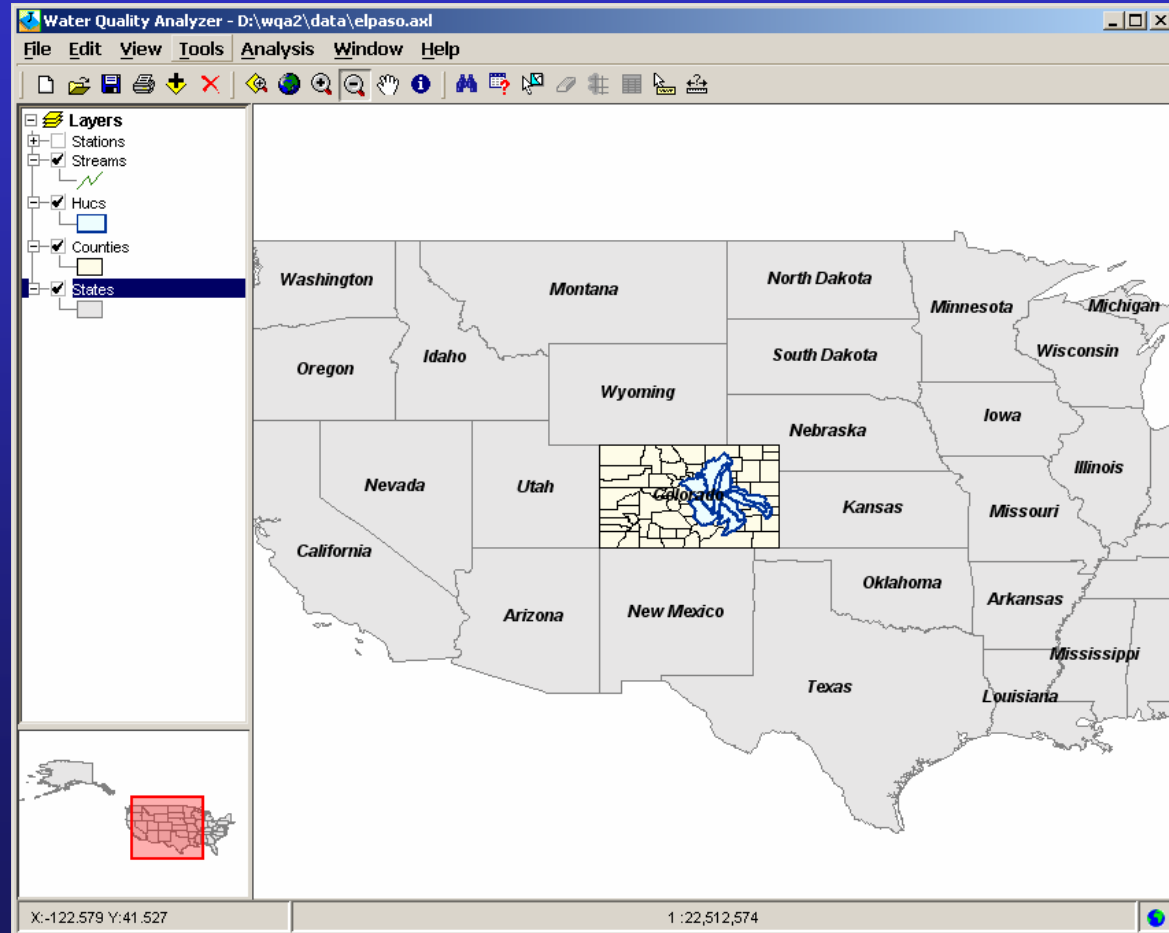 Water Quality Analyzer - D:\wqa2\data\elpaso.axl
File Edit View Tools Analysis Window Help
Layers
Stations
Streams
Hucs
Counties
States
Washington
Montana
North Dakota
Minnesota
Michigan
Oregon
Idaho
South Dakota
Wisconsin
Wyoming
Nebraska
Iowa
Nevada
Utah
Colorado
Kansas
Illinois
Missouri
California
Arizona
New Mexico
Oklahoma
Arkansas
Mississippi
Texas
Louisiana
X:-122.579 Y:41.527
1 :22,512,574